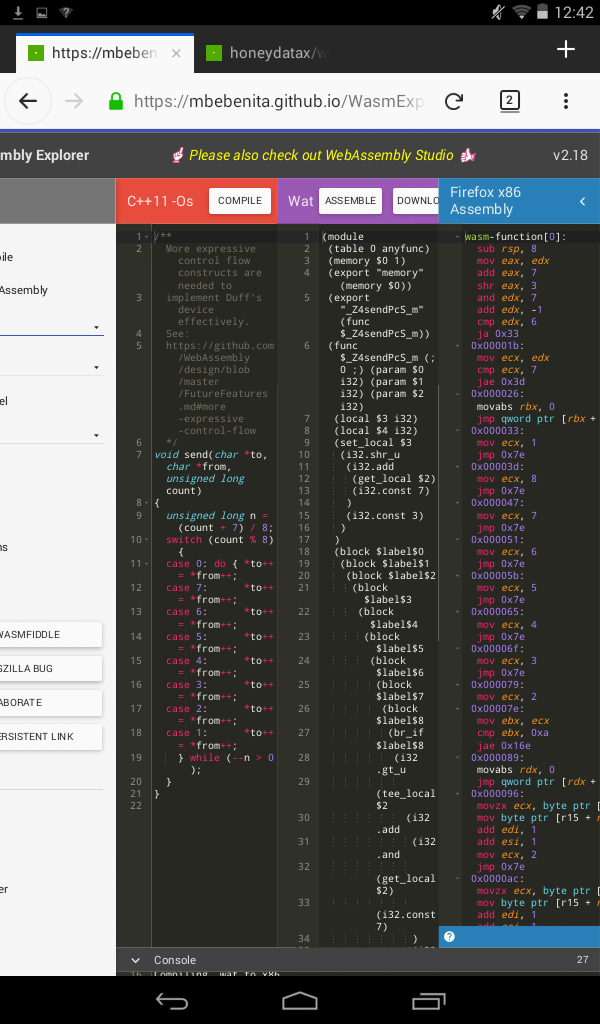 12:42
https://mbeben
honeydatax/w
https://mbebenita.github.io/WasmExp
2
mbly Explorer
Please also check out WebAssembly Studio
v2.18
pile
Assembly
el
ns
WASMFIDDLE
GZILLA BUG
ABORATE
ERSISTENT LINK
er
C++11 -Os
COMPILE
1 /**
2 More expressive
control flow
constructs are
needed to
3 implement Duff's
device
effectively.
4 See:
5 https://github.com
/WebAssembly
/design/blob
/master
/FutureFeatures
.md#more
-expressive
-control-flow
6 */
7 void send(char *to,
char *from,
unsigned long
count)
8 {
9 unsigned long n =
(count + 7) / 8;
10 switch (count % 8)
{
11 case 0: do { *to++
= *from++;
12 case 7: *to++
= *from++;
13 case 6: *to++
= *from++;
14 case 5: *to++
= *from++;
15 case 4: *to++
= *from++;
16 case 3: *to++
= *from++;
17 case 2: *to++
= *from++;
18 case 1: *to++
= *from++;
19 } while (--n > 0
);
20 }
21 }
22
Wat
ASSEMBLE
DOWNLO
1 (module
2 (table 0 anyfunc)
3 (memory $0 1)
4 (export "memory"
(memory $0))
5 (export
"_Z4sendPcS_m"
(func
$_Z4sendPcS_m))
6 (func
$_Z4sendPcS_m (;
0 ;) (param $0
i32) (param $1
i32) (param $2
i32)
7 (local $3 i32)
8 (local $4 i32)
9 (set_local $3
10 (i32.shr_u
11 (i32.add
12 (get_local $2)
13 (i32.const 7)
14 )
15 (i32.const 3)
16 )
17 )
18 (block $label$0
19 (block $label$1
20 (block $label$2
21 (block
$label$3
22 (block
$label$4
23 (block
$label$5
24 (block
$label$6
25 (block
$label$7
26 (block
$label$8
27 (br_if
$label$8
28 (i32
.gt_u
29
(tee_local
$2
30 (i32
.add
31 (i32
.and
32
(get_local
$2)
33
(i32.const
7)
34 )
Firefox x86
Assembly
wasm-function[0]:
sub rsp, 8
mov eax, edx
add eax, 7
shr eax, 3
and edx, 7
add edx, -1
cmp edx, 6
ja 0x33
0x00001b:
mov ecx, edx
cmp ecx, 7
jae 0x3d
0x000026:
movabs rbx, 0
jmp qword ptr [rbx +
0x000033:
mov ecx, 1
jmp 0x7e
0x00003d:
mov ecx, 8
jmp 0x7e
0x000047:
mov ecx, 7
jmp 0x7e
0x000051:
mov ecx, 6
jmp 0x7e
0x00005b:
mov ecx, 5
jmp 0x7e
0x000065:
mov ecx, 4
jmp 0x7e
0x00006f:
mov ecx, 3
jmp 0x7e
0x000079:
mov ecx, 2
0x00007e:
mov ebx, ecx
cmp ebx, 0xa
jae 0x16e
0x000089:
movabs rdx, 0
jmp qword ptr [rdx +
0x000096:
movzx ecx, byte ptr [
mov byte ptr [r15 + r
add edi, 1
add esi, 1
mov ecx, 2
jmp 0x7e
0x0000ac:
movzx ecx, byte ptr [
mov byte ptr [r15 + r
add edi, 1
Console
27
16 Compiling .wat to x86